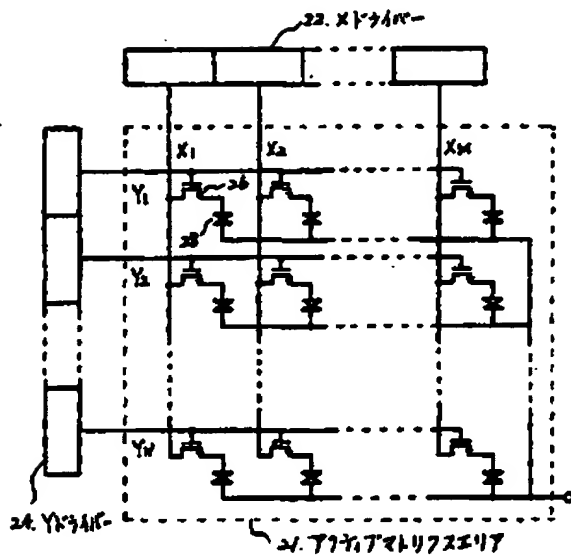 22. Xドライバー
X1 X2 XM
Y1
26
28
Y2
YN
24. Yドライバー
21. アクティブマトリクスエリア